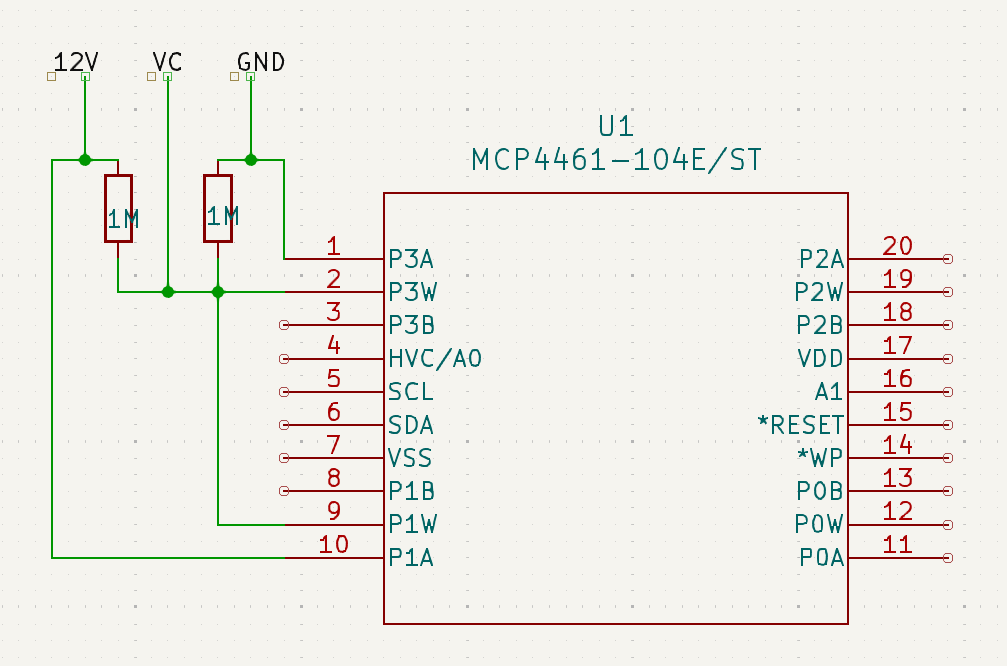 12V VC GND
U1
MCP4461-104E/ST
1M 1M
1 P3A P2A 20
2 P3W P2W 19
3 P3B P2B 18
4 HVC/A0 VDD 17
5 SCL A1 16
6 SDA *RESET 15
7 VSS *WP 14
8 P1B P0B 13
9 P1W P0W 12
10 P1A P0A 11